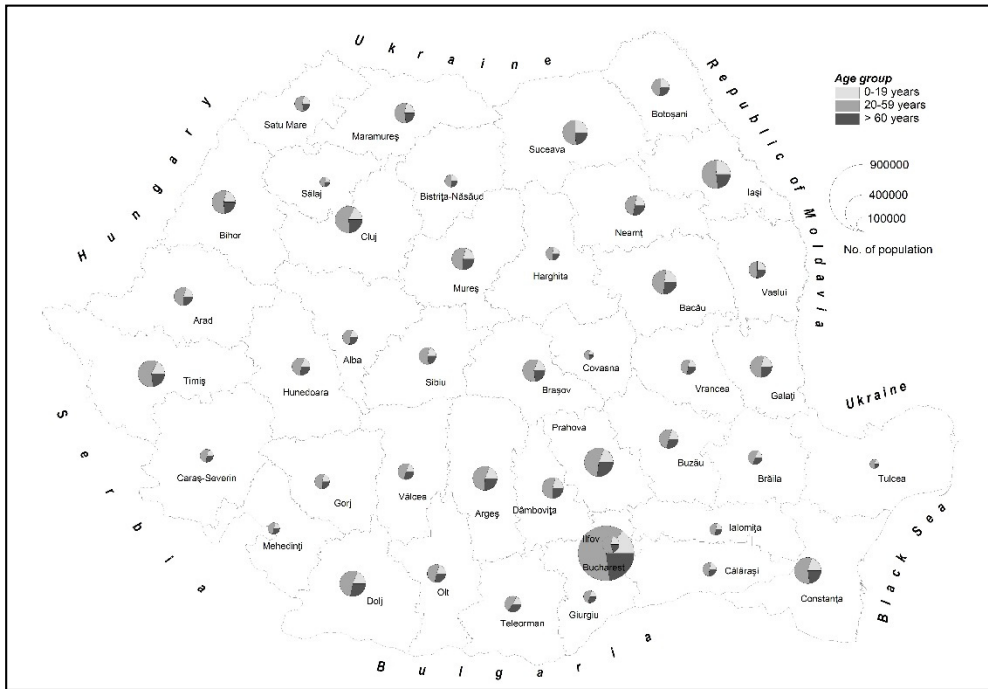 Ukraine
Hungary
Republic of Moldavia
Age group
0-19 years
20-59 years
> 60 years
900000
400000
100000
No. of population
Satu Mare
Maramureş
Suceava
Botoşani
Sălaj
Bistriţa-Năsăud
Iaşi
Bihor
Cluj
Neamţ
Mureş
Harghita
Vaslui
Bacău
Arad
Alba
Timiş
Hunedoara
Sibiu
Braşov
Covasna
Vrancea
Galaţi
Ukraine
Serbia
Prahova
Caraş-Severin
Gorj
Vâlcea
Argeş
Dâmboviţa
Buzău
Brăila
Tulcea
Mehedinţi
Ilfov
Bucharest
Ialomiţa
Călăraşi
Dolj
Olt
Teleorman
Giurgiu
Constanţa
Black Sea
Bulgaria